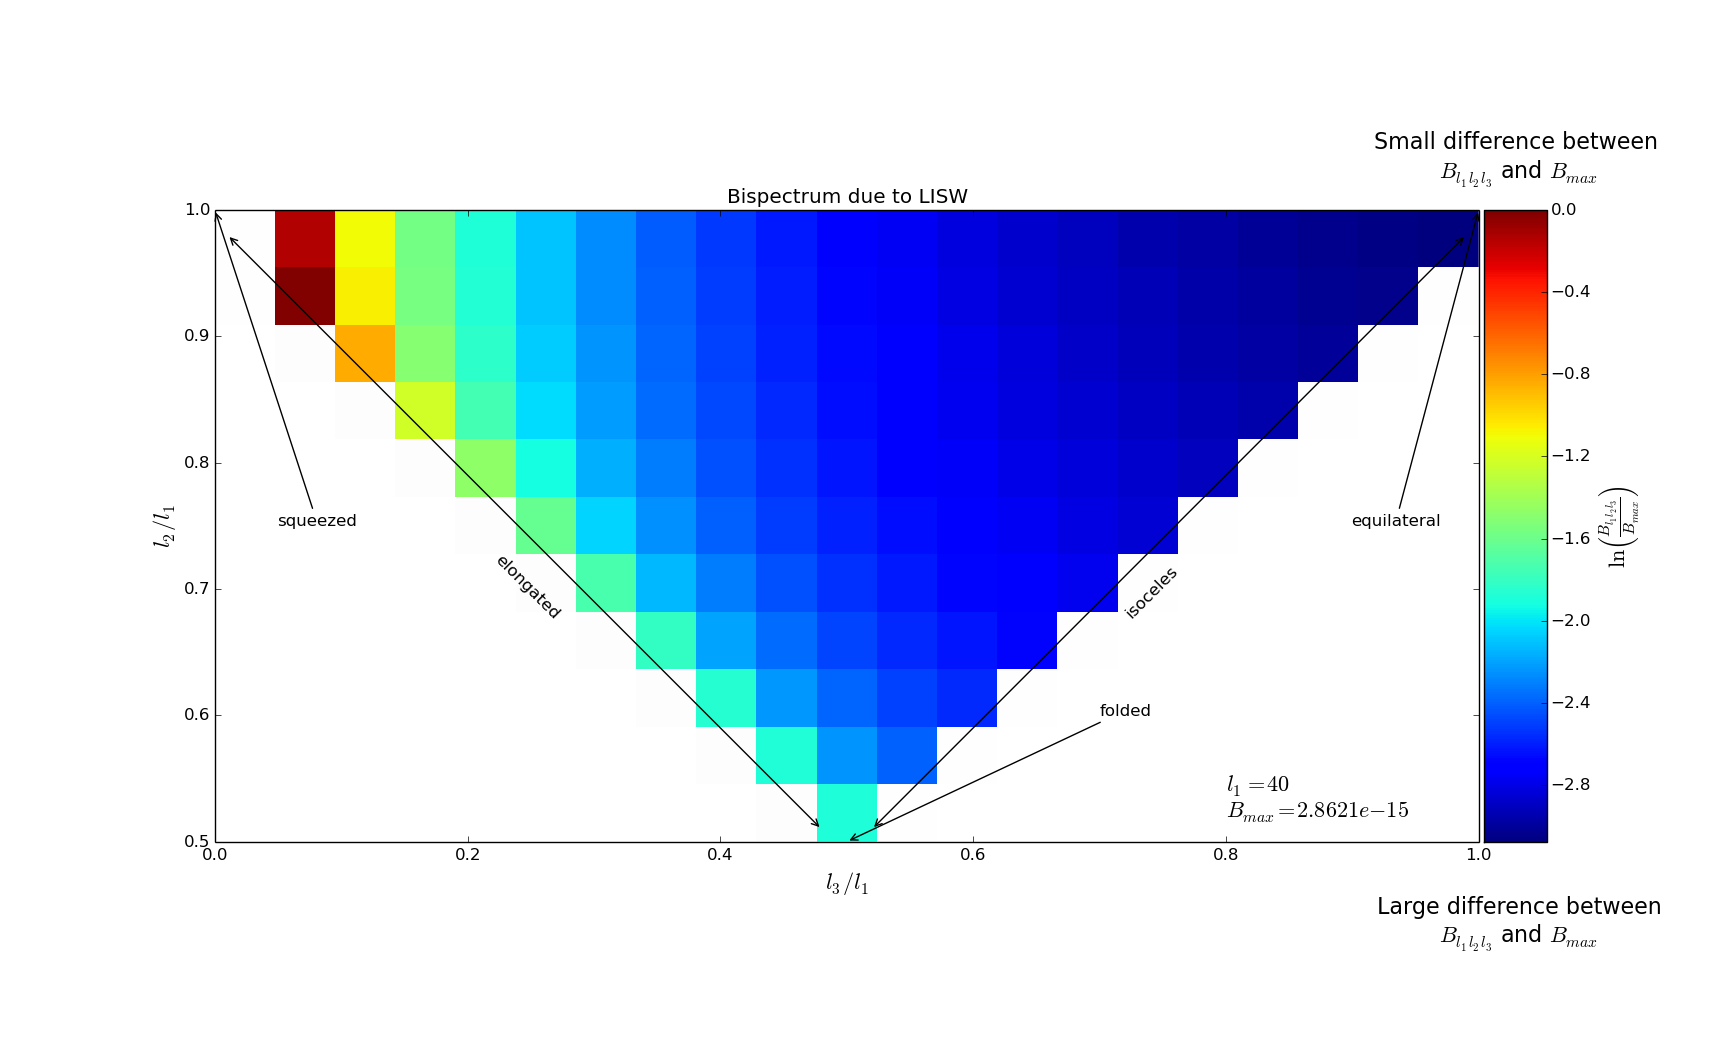 Small difference between
B_{l_1 l_2 l_3} and B_{max}
Bispectrum due to LISW
1.0
0.9
0.8
0.7
0.6
0.5
l_2/l_1
0.0
0.2
0.4
0.6
0.8
1.0
l_3/l_1
squeezed
elongated
equilateral
isoceles
folded
l_1 = 40
B_{max} = 2.8621e−15
0.0
−0.4
−0.8
−1.2
−1.6
−2.0
−2.4
−2.8
ln(B_{l_1 l_2 l_3}/B_{max})
Large difference between
B_{l_1 l_2 l_3} and B_{max}